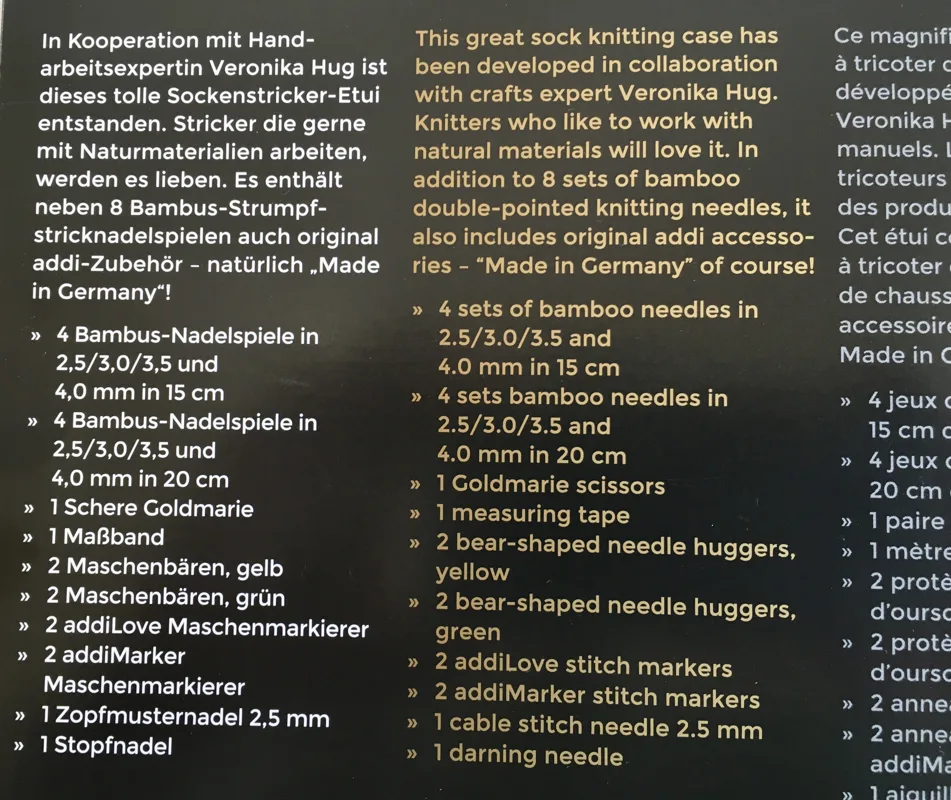 In Kooperation mit Hand-
arbeitsexpertin Veronika Hug ist
dieses tolle Sockenstricker-Etui
entstanden. Stricker die gerne
mit Naturmaterialien arbeiten,
werden es lieben. Es enthält
neben 8 Bambus-Strumpf-
stricknadelspielen auch original
addi-Zubehör – natürlich „Made
in Germany“!
» 4 Bambus-Nadelspiele in
2,5/3,0/3,5 und
4,0 mm in 15 cm
» 4 Bambus-Nadelspiele in
2,5/3,0/3,5 und
4,0 mm in 20 cm
» 1 Schere Goldmarie
» 1 Maßband
» 2 Maschenbären, gelb
» 2 Maschenbären, grün
» 2 addiLove Maschenmarkierer
» 2 addiMarker
Maschenmarkierer
» 1 Zopfmusternadel 2,5 mm
» 1 Stopfnadel
This great sock knitting case has
been developed in collaboration
with crafts expert Veronika Hug.
Knitters who like to work with
natural materials will love it. In
addition to 8 sets of bamboo
double-pointed knitting needles, it
also includes original addi accesso-
ries – “Made in Germany” of course!
» 4 sets of bamboo needles in
2.5/3.0/3.5 and
4.0 mm in 15 cm
» 4 sets bamboo needles in
2.5/3.0/3.5 and
4.0 mm in 20 cm
» 1 Goldmarie scissors
» 1 measuring tape
» 2 bear-shaped needle huggers,
yellow
» 2 bear-shaped needle huggers,
green
» 2 addiLove stitch markers
» 2 addiMarker stitch markers
» 1 cable stitch needle 2.5 mm
» 1 darning needle
Ce magnifi
à tricoter
développé
Veronika H
manuels. L
tricoteurs
des produ
Cet étui c
à tricoter
de chauss
accessoire
Made in G
» 4 jeux
15 cm
» 4 jeux
20 cm
» 1 paire
» 1 mètre
» 2 protè
d’ourso
» 2 protè
d’ourso
» 2 annea
» 2 annea
addiMa
» 1 aiguil